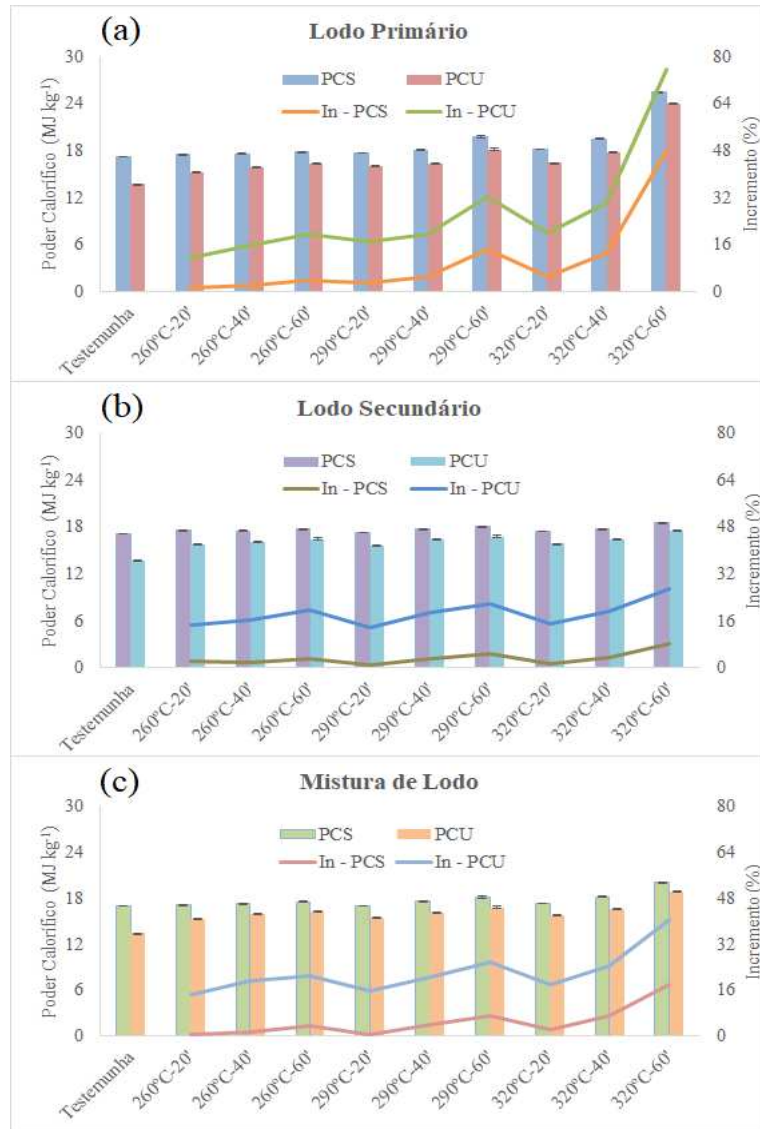 (a)
Lodo Primário
PCS PCU
In - PCS In - PCU
Poder Calorífico (MJ kg-¹)
30
24
18
12
6
0
80
64
48
32
16
0
Incremento (%)
Testemunha
260ºC-20'
260ºC-40'
260ºC-60'
290ºC-20'
290ºC-40'
290ºC-60'
320ºC-20'
320ºC-40'
320ºC-60'
(b)
Lodo Secundário
PCS PCU
In - PCS In - PCU
Poder Calorífico (MJ kg-¹)
30
24
18
12
6
0
80
64
48
32
16
0
Incremento (%)
Testemunha
260ºC-20'
260ºC-40'
260ºC-60'
290ºC-20'
290ºC-40'
290ºC-60'
320ºC-20'
320ºC-40'
320ºC-60'
(c)
Mistura de Lodo
PCS PCU
In - PCS In - PCU
Poder Calorífico (MJ kg-¹)
30
24
18
12
6
0
80
64
48
32
16
0
Incremento (%)
Testemunha
260ºC-20'
260ºC-40'
260ºC-60'
290ºC-20'
290ºC-40'
290ºC-60'
320ºC-20'
320ºC-40'
320ºC-60'